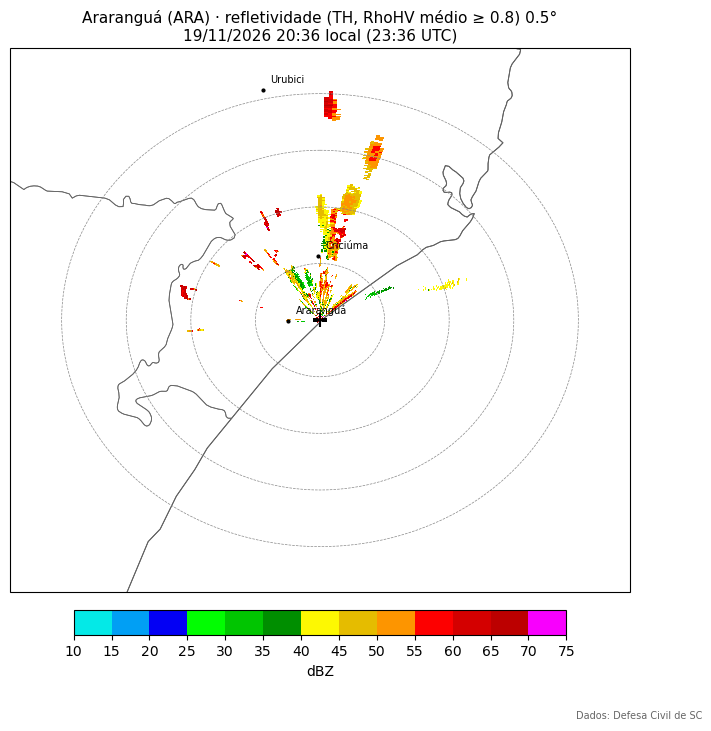 Araranguá (ARA) · refletividade (TH, RhoHV médio ≥ 0.8) 0.5°
19/11/2026 20:36 local (23:36 UTC)
Urubici
Criciúma
Araranguá
10 15 20 25 30 35 40 45 50 55 60 65 70 75
dBZ
Dados: Defesa Civil de SC